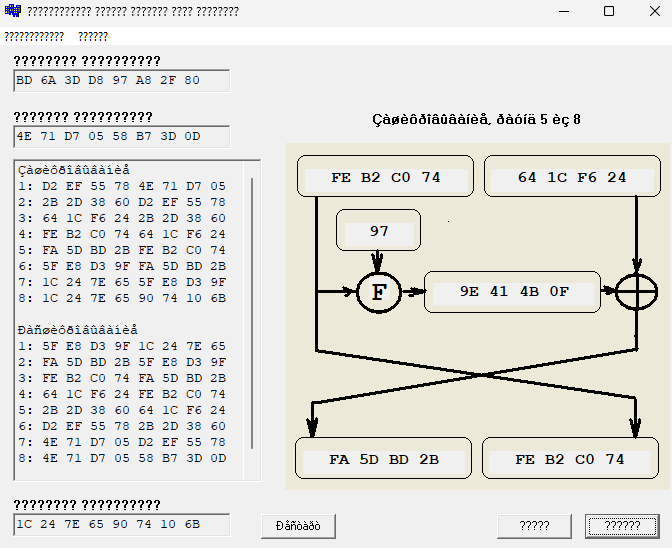 ???????????? ?????? ??????? ???? ????????
???????????? ??????
???????? ??????????
BD 6A 3D D8 97 A8 2F 80
??????? ??????????
4E 71 D7 05 58 B7 3D 0D
Çàøèôðîâûâàíèå
1: D2 EF 55 78 4E 71 D7 05
2: 2B 2D 38 60 D2 EF 55 78
3: 64 1C F6 24 2B 2D 38 60
4: FE B2 C0 74 64 1C F6 24
5: FA 5D BD 2B FE B2 C0 74
6: 5F E8 D3 9F FA 5D BD 2B
7: 1C 24 7E 65 5F E8 D3 9F
8: 1C 24 7E 65 90 74 10 6B
Ðàñøèôðîâûâàíèå
1: 5F E8 D3 9F 1C 24 7E 65
2: FA 5D BD 2B 5F E8 D3 9F
3: FE B2 C0 74 FA 5D BD 2B
4: 64 1C F6 24 FE B2 C0 74
5: 2B 2D 38 60 64 1C F6 24
6: D2 EF 55 78 2B 2D 38 60
7: 4E 71 D7 05 D2 EF 55 78
8: 4E 71 D7 05 58 B7 3D 0D
???????? ??????????
1C 24 7E 65 90 74 10 6B
Çàøèôðîâûâàíèå, ðàóíä 5 èç 8
FE B2 C0 74
64 1C F6 24
97
F
9E 41 4B 0F
FA 5D BD 2B
FE B2 C0 74
Ðåñòàðò
?????
??????